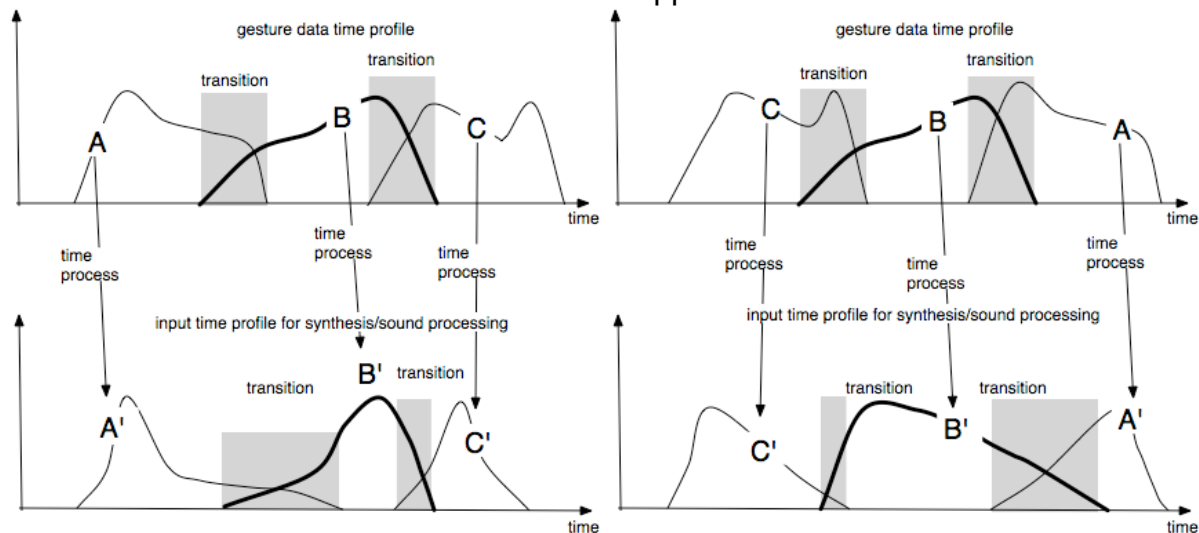 pp
gesture data time profile
transition
transition
A
B
C
time
time
process
time
process
time
process
input time profile for synthesis/sound processing
transition
B'
transition
A'
C'
time
gesture data time profile
transition
transition
C
B
A
time
time
process
time
process
time
process
input time profile for synthesis/sound processing
transition
transition
C'
B'
A'
time